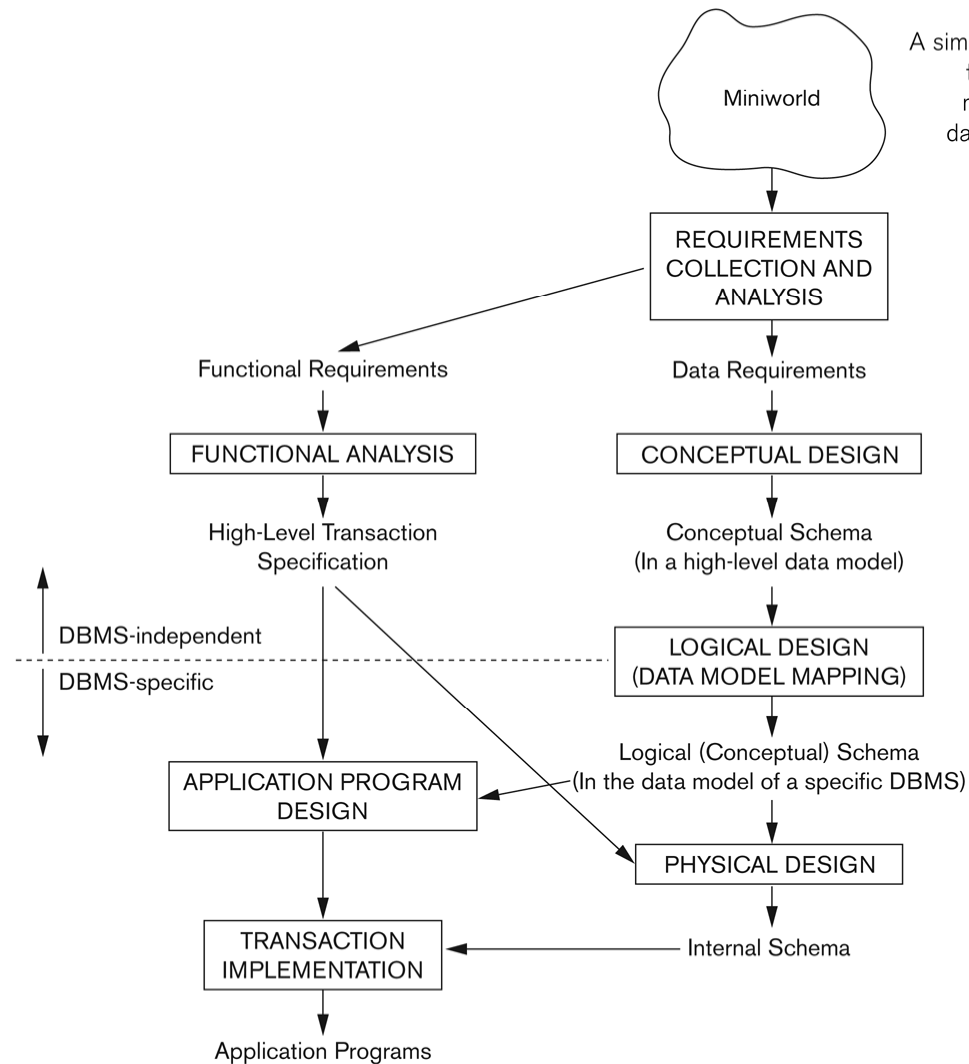 Miniworld
A sim
REQUIREMENTS
COLLECTION AND
ANALYSIS
Functional Requirements
Data Requirements
FUNCTIONAL ANALYSIS
CONCEPTUAL DESIGN
High-Level Transaction
Specification
Conceptual Schema
(In a high-level data model)
DBMS-independent
DBMS-specific
LOGICAL DESIGN
(DATA MODEL MAPPING)
Logical (Conceptual) Schema
(In the data model of a specific DBMS)
APPLICATION PROGRAM
DESIGN
PHYSICAL DESIGN
TRANSACTION
IMPLEMENTATION
Internal Schema
Application Programs